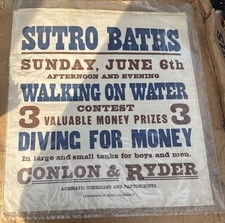 SUTRO BATHS
SUNDAY, JUNE 6th
AFTERNOON AND EVENING
WALKING ON WATER
CONTEST
3 VALUABLE MONEY PRIZES 3
DIVING FOR MONEY
In large and small tanks for boys and men.
CONLON & RYDER
ACROBATIC COMEDIANS AND PANTOMIMISTS.